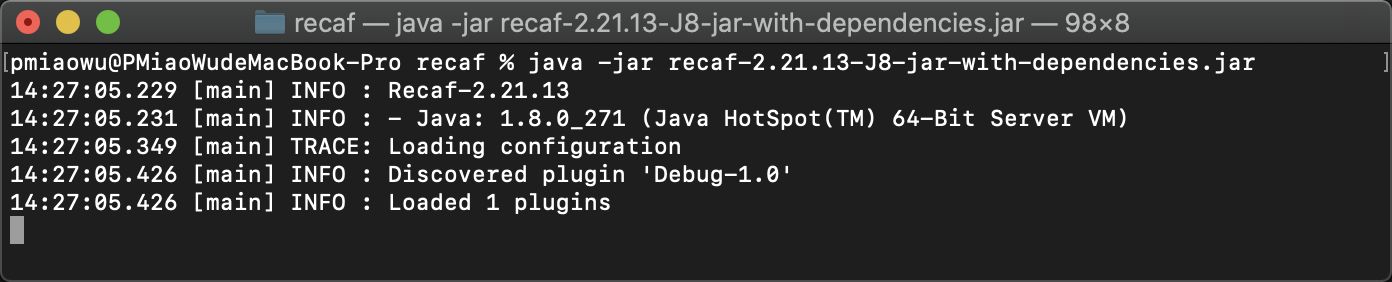 recaf — java -jar recaf-2.21.13-J8-jar-with-dependencies.jar — 98×8
[pmiaowu@PMiaoWudeMacBook-Pro recaf % java -jar recaf-2.21.13-J8-jar-with-dependencies.jar ]
14:27:05.229 [main] INFO : Recaf-2.21.13
14:27:05.231 [main] INFO : - Java: 1.8.0_271 (Java HotSpot(TM) 64-Bit Server VM)
14:27:05.349 [main] TRACE: Loading configuration
14:27:05.426 [main] INFO : Discovered plugin 'Debug-1.0'
14:27:05.426 [main] INFO : Loaded 1 plugins